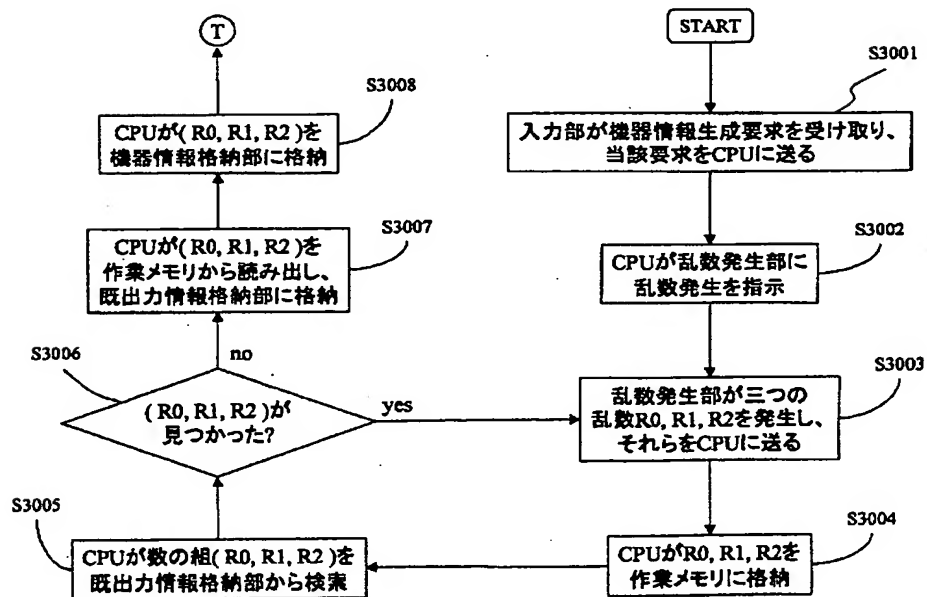 START
S3001
入力部が機器情報生成要求を受け取り、
当該要求をCPUに送る
S3002
CPUが乱数発生部に
乱数発生を指示
S3003
乱数発生部が三つの
乱数R0, R1, R2を発生し、
それらをCPUに送る
S3004
CPUがR0, R1, R2を
作業メモリに格納
S3005
CPUが数の組( R0, R1, R2 )を
既出力情報格納部から検索
S3006
( R0, R1, R2 )が
見つかった?
yes
no
S3007
CPUが( R0, R1, R2 )を
作業メモリから読み出し、
既出力情報格納部に格納
S3008
CPUが( R0, R1, R2 )を
機器情報格納部に格納
T